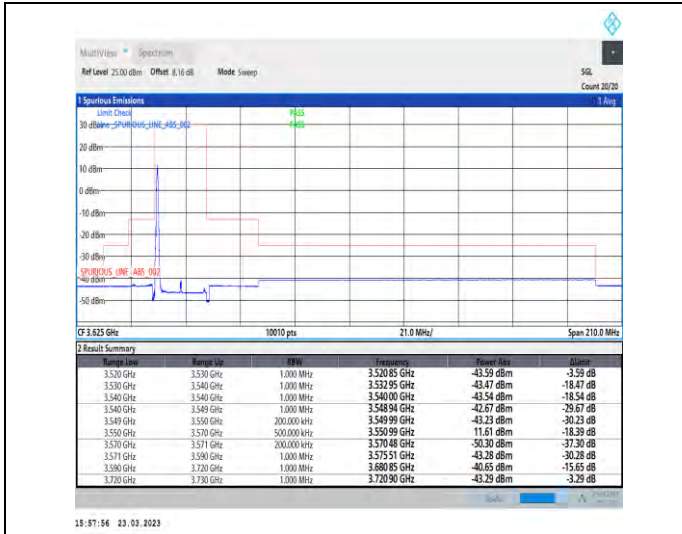 MultiView Spectrum
Ref Level 25.00 dBm Offset 8.16 dB Mode Sweep SGL
Count 20/20
1 Spurious Emissions 1 Avg
Limit Check PASS
30 dBm Line _SPURIOUS_LINE_ABS_002 PASS
20 dBm
10 dBm
0 dBm
-10 dBm
-20 dBm
-30 dBm
SPURIOUS_LINE_ABS_002
-40 dBm
-50 dBm
CF 3.625 GHz 10010 pts 21.0 MHz/ Span 210.0 MHz
2 Result Summary
Range Low Range Up RBW Frequency Power Abs ΔLimit
3.520 GHz 3.530 GHz 1.000 MHz 3.520 85 GHz -43.59 dBm -3.59 dB
3.530 GHz 3.540 GHz 1.000 MHz 3.532 95 GHz -43.47 dBm -18.47 dB
3.540 GHz 3.540 GHz 1.000 MHz 3.540 00 GHz -43.54 dBm -18.54 dB
3.540 GHz 3.549 GHz 1.000 MHz 3.548 94 GHz -42.67 dBm -29.67 dB
3.549 GHz 3.550 GHz 200.000 kHz 3.549 99 GHz -43.23 dBm -30.23 dB
3.550 GHz 3.570 GHz 500.000 kHz 3.550 99 GHz 11.61 dBm -18.39 dB
3.570 GHz 3.571 GHz 200.000 kHz 3.570 48 GHz -50.30 dBm -37.30 dB
3.571 GHz 3.590 GHz 1.000 MHz 3.575 51 GHz -43.28 dBm -30.28 dB
3.590 GHz 3.720 GHz 1.000 MHz 3.680 85 GHz -40.65 dBm -15.65 dB
3.720 GHz 3.730 GHz 1.000 MHz 3.720 90 GHz -43.29 dBm -3.29 dB
15:57:56 23.03.2023